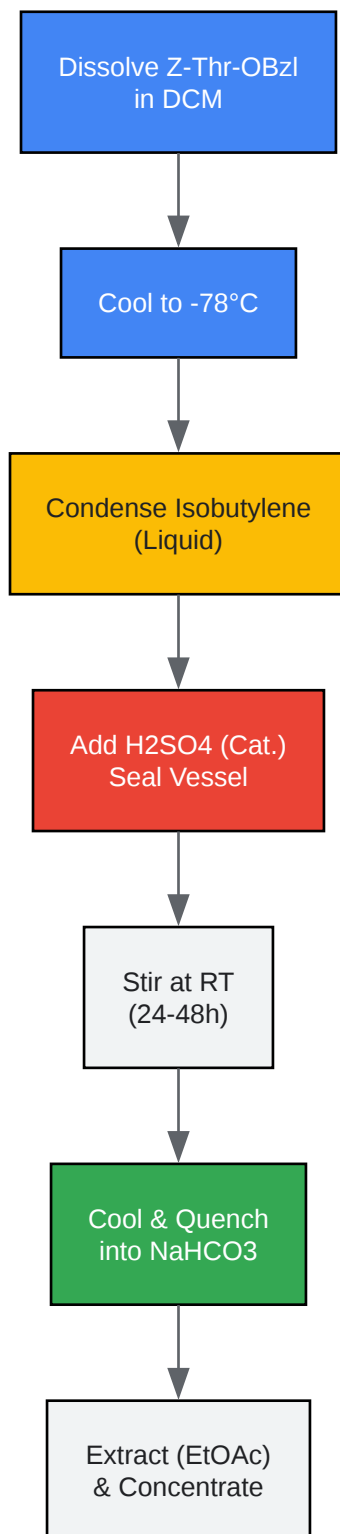 Dissolve Z-Thr-OBzl
in DCM
Cool to -78°C
Condense Isobutylene
(Liquid)
Add H2SO4 (Cat.)
Seal Vessel
Stir at RT
(24-48h)
Cool & Quench
into NaHCO3
Extract (EtOAc)
& Concentrate